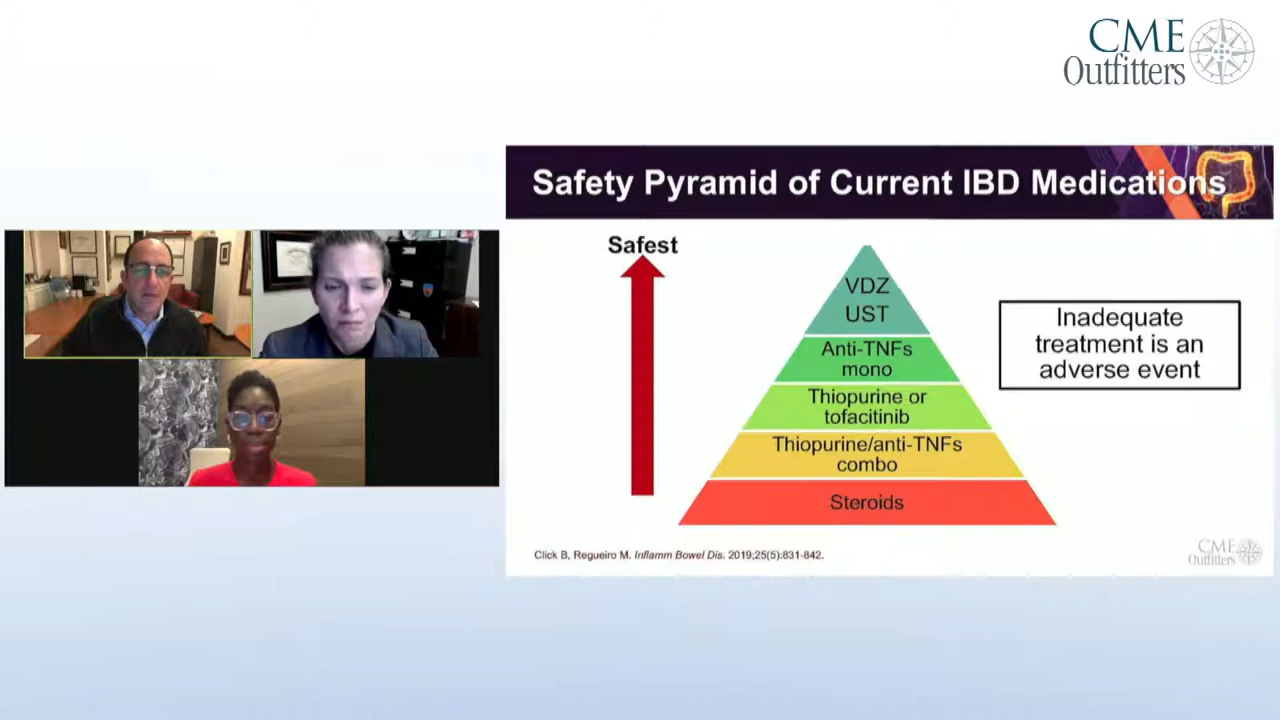 CME
Outfitters
Safety Pyramid of Current IBD Medications
Safest
VDZ
UST
Anti-TNFs
mono
Thiopurine or
tofacitinib
Thiopurine/anti-TNFs
combo
Steroids
Inadequate
treatment is an
adverse event
Click B, Regueiro M. Inflamm Bowel Dis. 2019;25(5):831-842.
CME
Outfitters